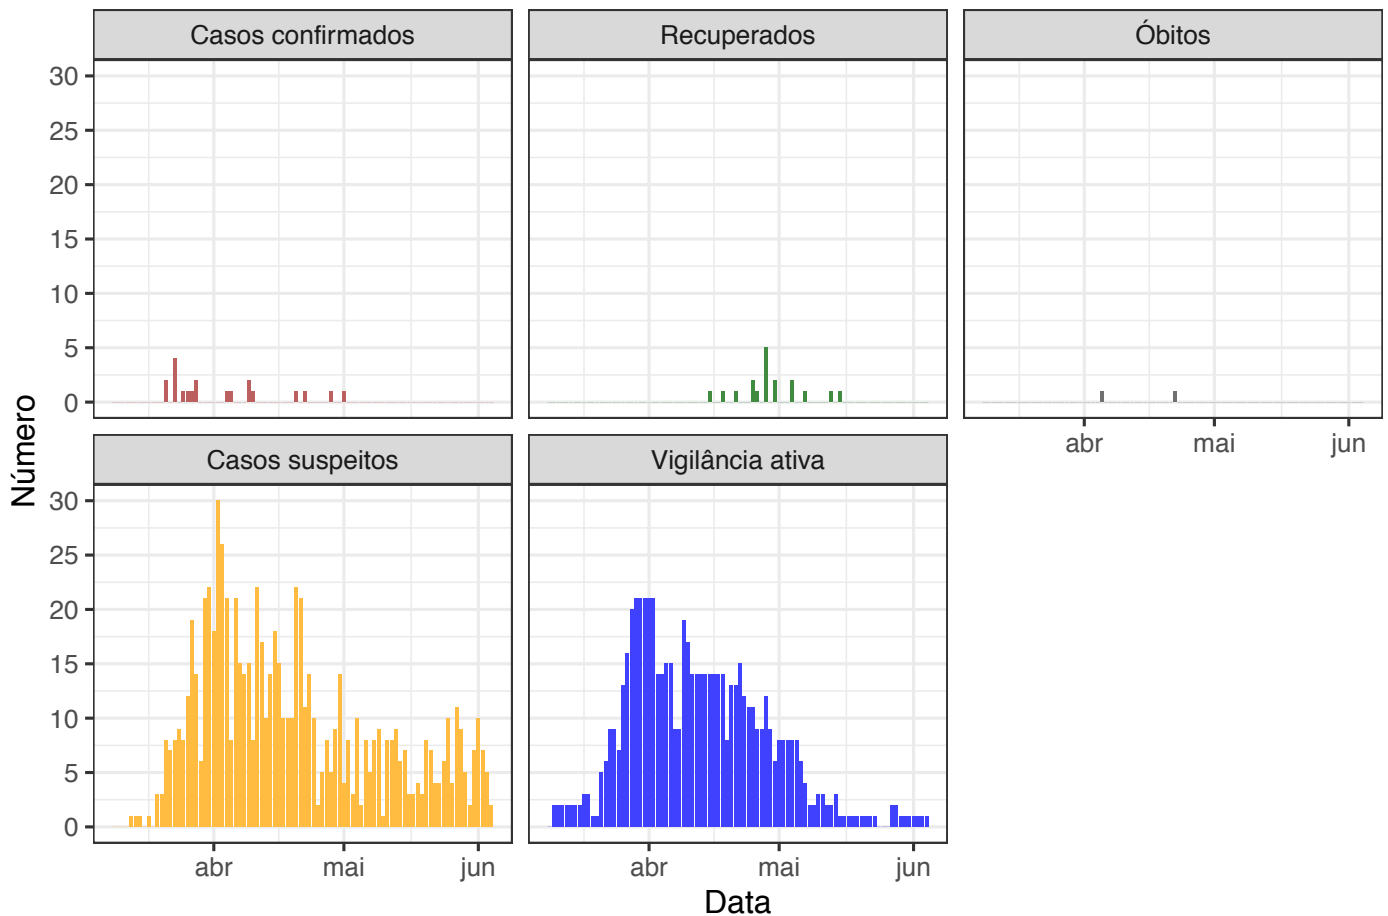 Casos confirmados
Recuperados
Óbitos
30
25
20
15
10
5
0
abr
mai
jun
Número
Casos suspeitos
Vigilância ativa
30
25
20
15
10
5
0
abr
mai
jun
abr
mai
jun
Data